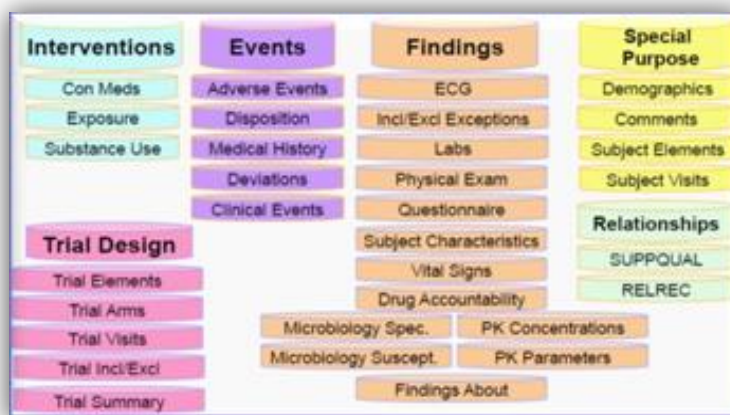 Interventions
Con Meds
Exposure
Substance Use
Events
Adverse Events
Disposition
Medical History
Deviations
Clinical Events
Findings
ECG
Incl/Excl Exceptions
Labs
Physical Exam
Questionnaire
Subject Characteristics
Vital Signs
Drug Accountability
Microbiology Spec.
PK Concentrations
Microbiology Suscept.
PK Parameters
Findings About
Special
Purpose
Demographics
Comments
Subject Elements
Subject Visits
Relationships
SUPPQUAL
RELREC
Trial Design
Trial Elements
Trial Arms
Trial Visits
Trial Incl/Excl
Trial Summary